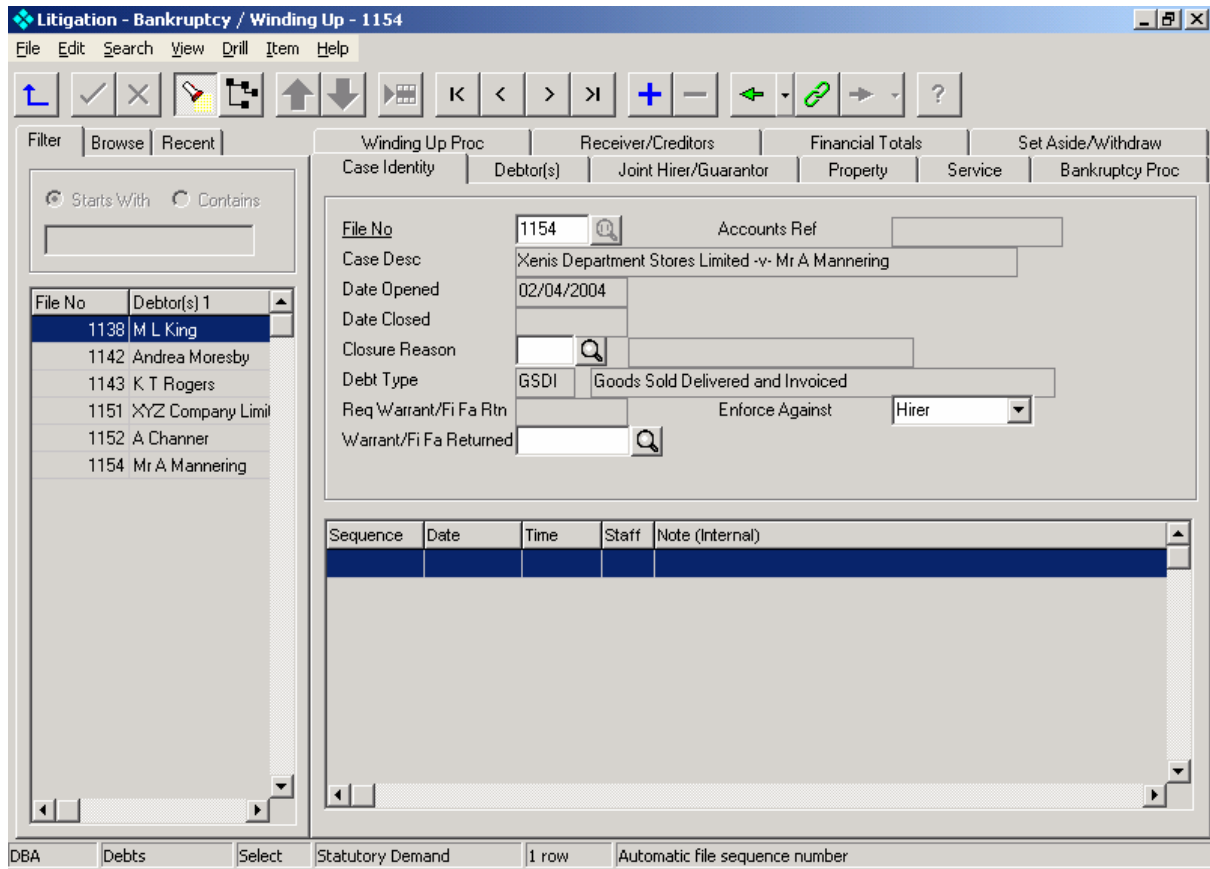 Litigation - Bankruptcy / Winding Up - 1154
File Edit Search View Drill Item Help
Filter Browse Recent
Starts With Contains
File No Debtor(s) 1
1138 M L King
1142 Andrea Moresby
1143 K T Rogers
1151 XYZ Company Limit
1152 A Channer
1154 Mr A Mannering
Winding Up Proc Receiver/Creditors Financial Totals Set Aside/Withdraw
Case Identity Debtor(s) Joint Hirer/Guarantor Property Service Bankruptcy Proc
File No 1154 Accounts Ref
Case Desc Xenis Department Stores Limited -v- Mr A Mannering
Date Opened 02/04/2004
Date Closed
Closure Reason
Debt Type GSDI Goods Sold Delivered and Invoiced
Req Warrant/Fi Fa Rtn Enforce Against Hirer
Warrant/Fi Fa Returned
Sequence Date Time Staff Note (Internal)
DBA Debts Select Statutory Demand 1 row Automatic file sequence number